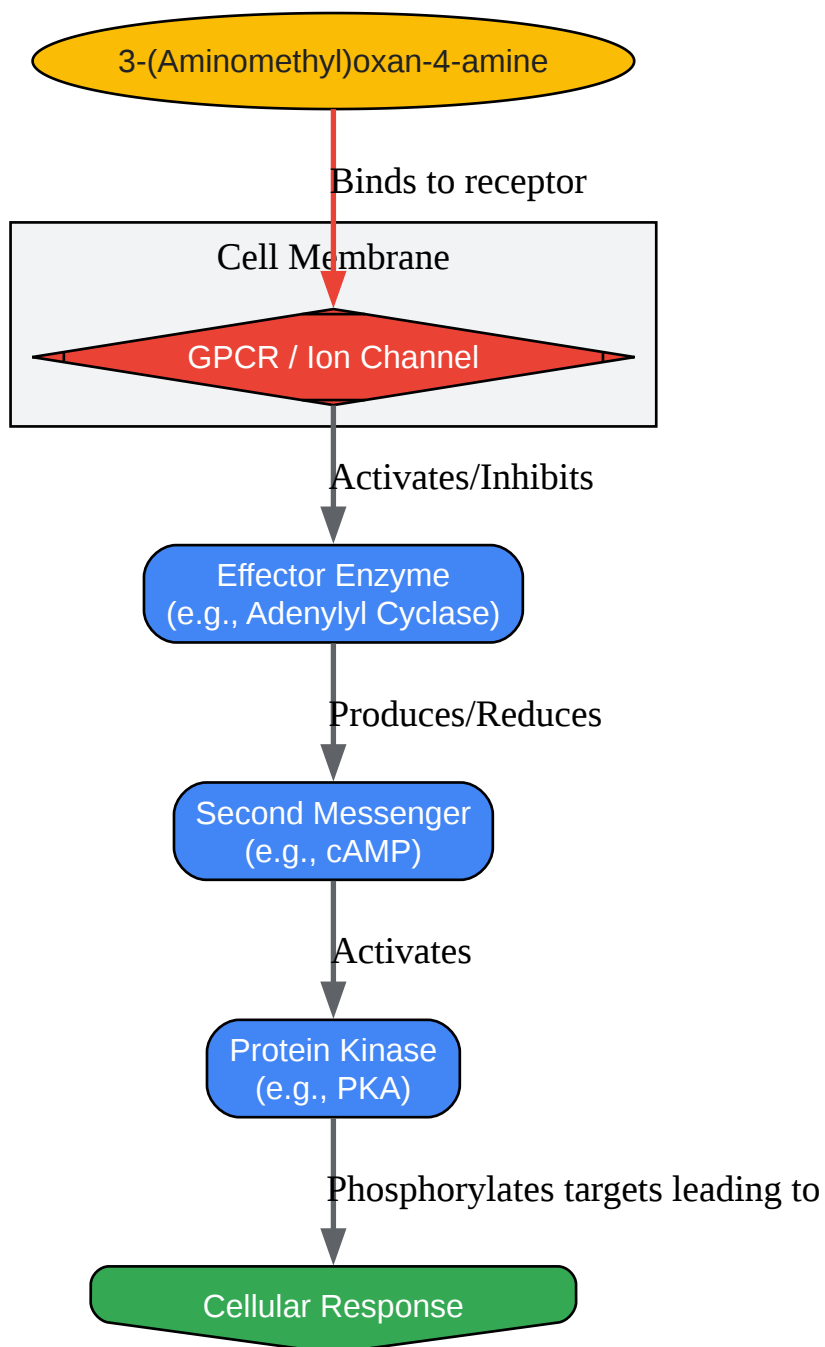 3-(Aminomethyl)oxan-4-amine
Binds to receptor
Cell Membrane
GPCR / Ion Channel
Activates/Inhibits
Effector Enzyme
(e.g., Adenylyl Cyclase)
Produces/Reduces
Second Messenger
(e.g., cAMP)
Activates
Protein Kinase
(e.g., PKA)
Phosphorylates targets leading to
Cellular Response